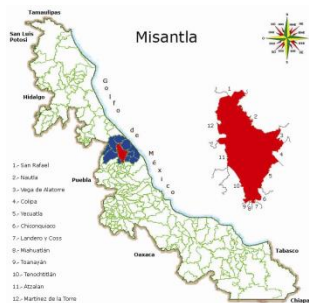 Misantla
Tamaulipas
San Luis
Potosi
Hidalgo
Golfo de México
Puebla
Oaxaca
Tabasco
Chiapas
1.- San Rafael
2.- Nautla
3.- Vega de Alatorre
4.- Colipa
5.- Yecuatla
6.- Chiconquiaco
7.- Landero y Coss
8.- Miahuatlán
9.- Tonayán
10.- Tenochtitlán
11.- Atzalan
12.- Martínez de la Torre